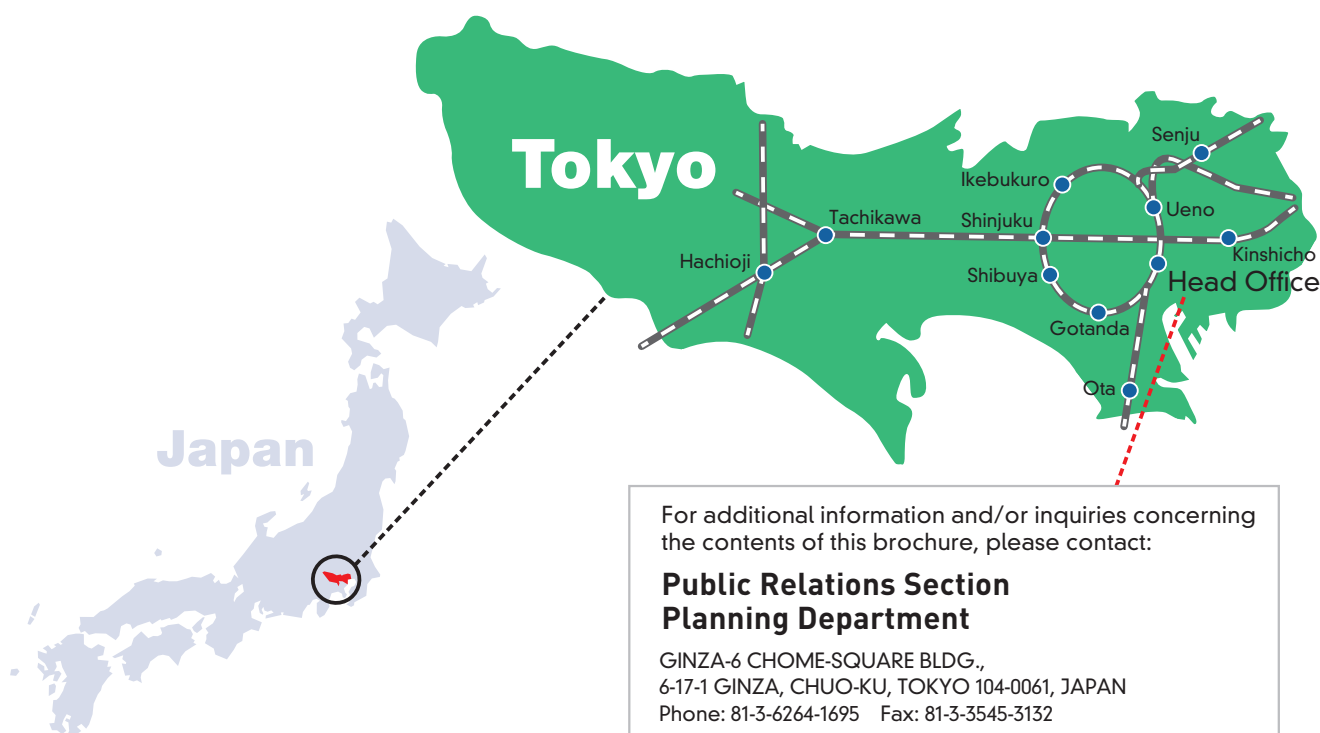 Tokyo
Senju
Ikebukuro
Ueno
Tachikawa
Shinjuku
Kinshicho
Hachioji
Shibuya
Head Office
Gotanda
Ota
Japan
For additional information and/or inquiries concerning
the contents of this brochure, please contact:
Public Relations Section
Planning Department
GINZA-6 CHOME-SQUARE BLDG.,
6-17-1 GINZA, CHUO-KU, TOKYO 104-0061, JAPAN
Phone: 81-3-6264-1695 Fax: 81-3-3545-3132